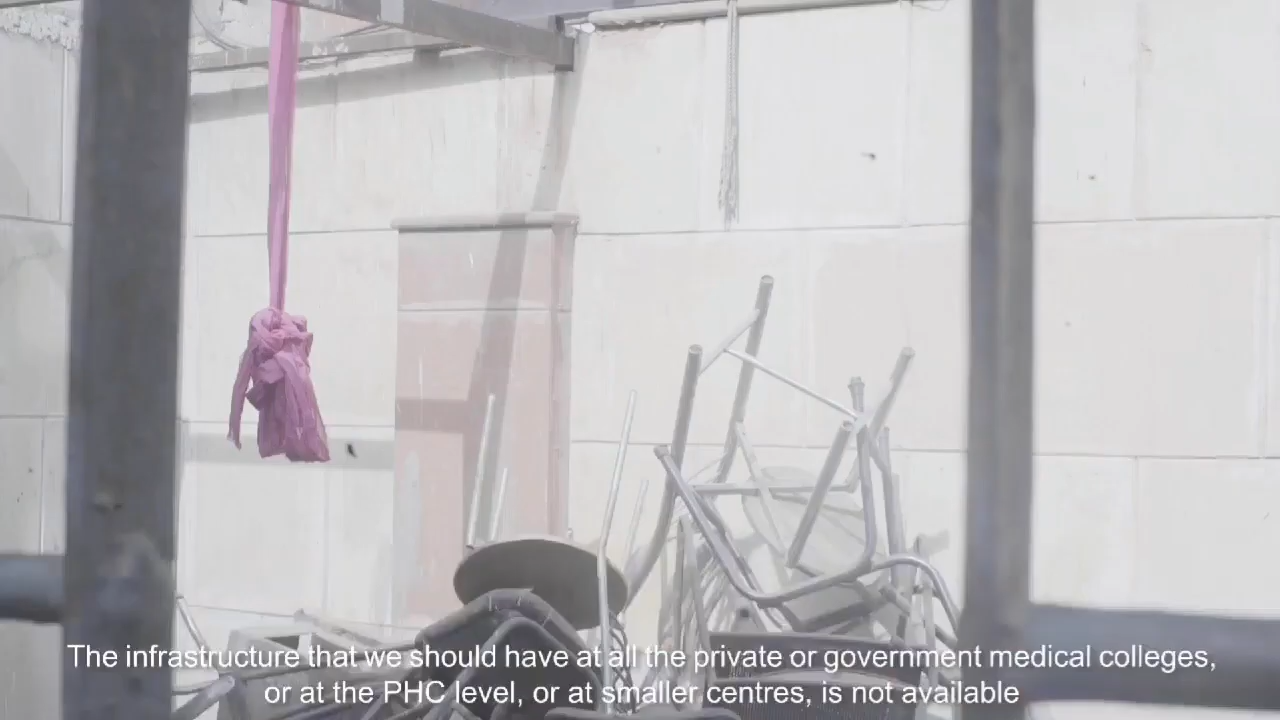 The infrastructure that we should have at all the private or government medical colleges,
or at the PHC level, or at smaller centres, is not available